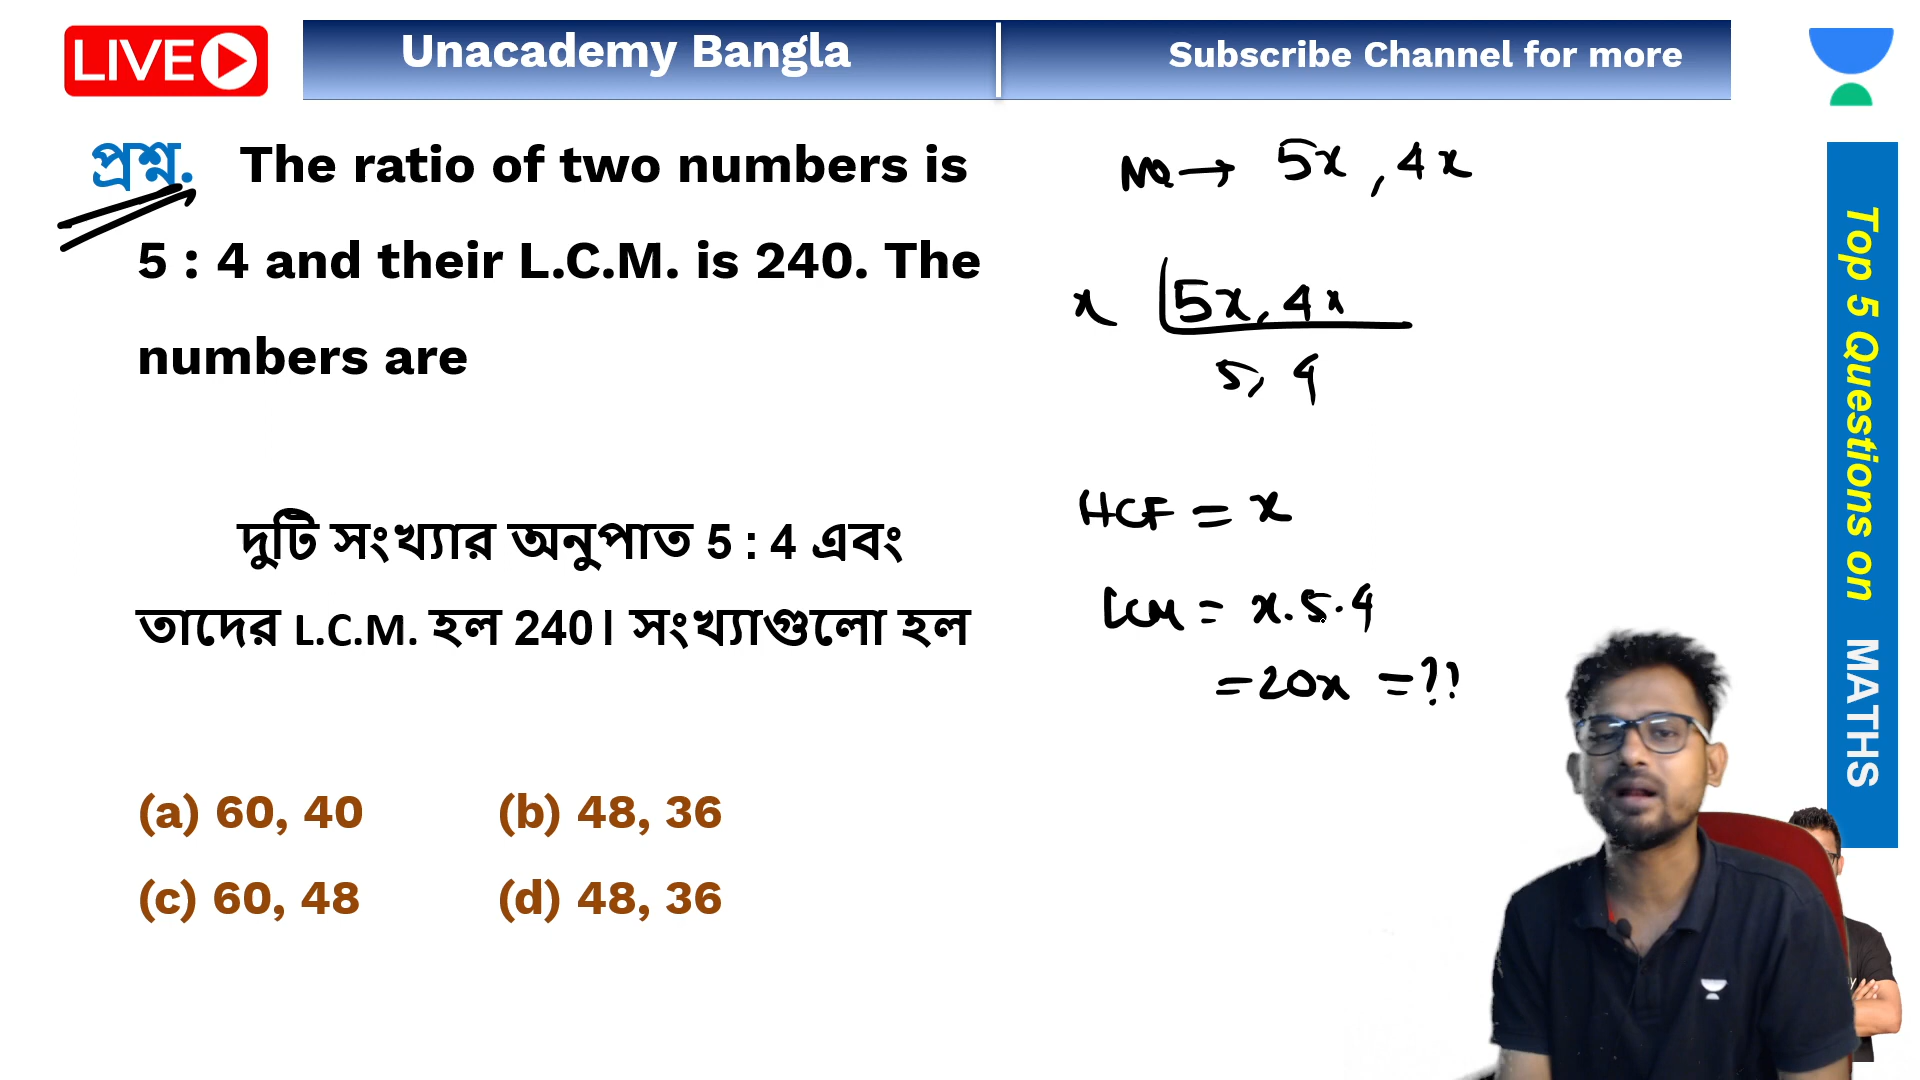 LIVE
Unacademy Bangla
Subscribe Channel for more
প্রশ্ন. The ratio of two numbers is
5 : 4 and their L.C.M. is 240. The
numbers are
দুটি সংখ্যার অনুপাত 5 : 4 এবং
তাদের L.C.M. হল 240। সংখ্যাগুলো হল
(a) 60, 40 (b) 48, 36
(c) 60, 48 (d) 48, 36
No → 5x, 4x
x 5x, 4x
5, 4
HCF = x
LCM = x.5.4
=20x =??
Top 5 Questions on MATHS